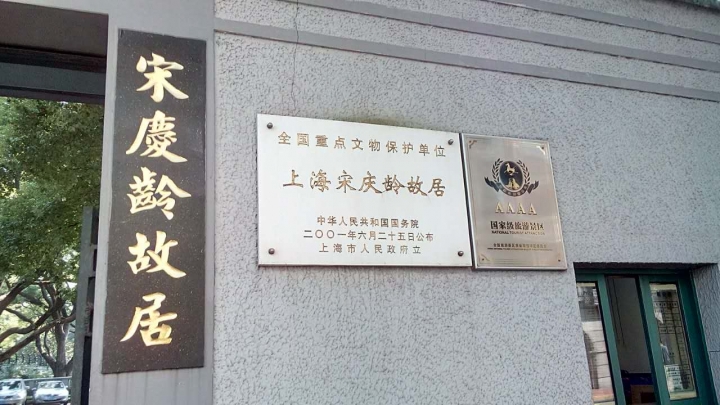 宋慶齡故居
全国重点文物保护单位
上海宋庆龄故居
中华人民共和国国务院
二〇〇一年六月二十五日公布
上海市人民政府立
AAAA
国家级旅游景区
NATIONAL TOURIST ATTRACTION